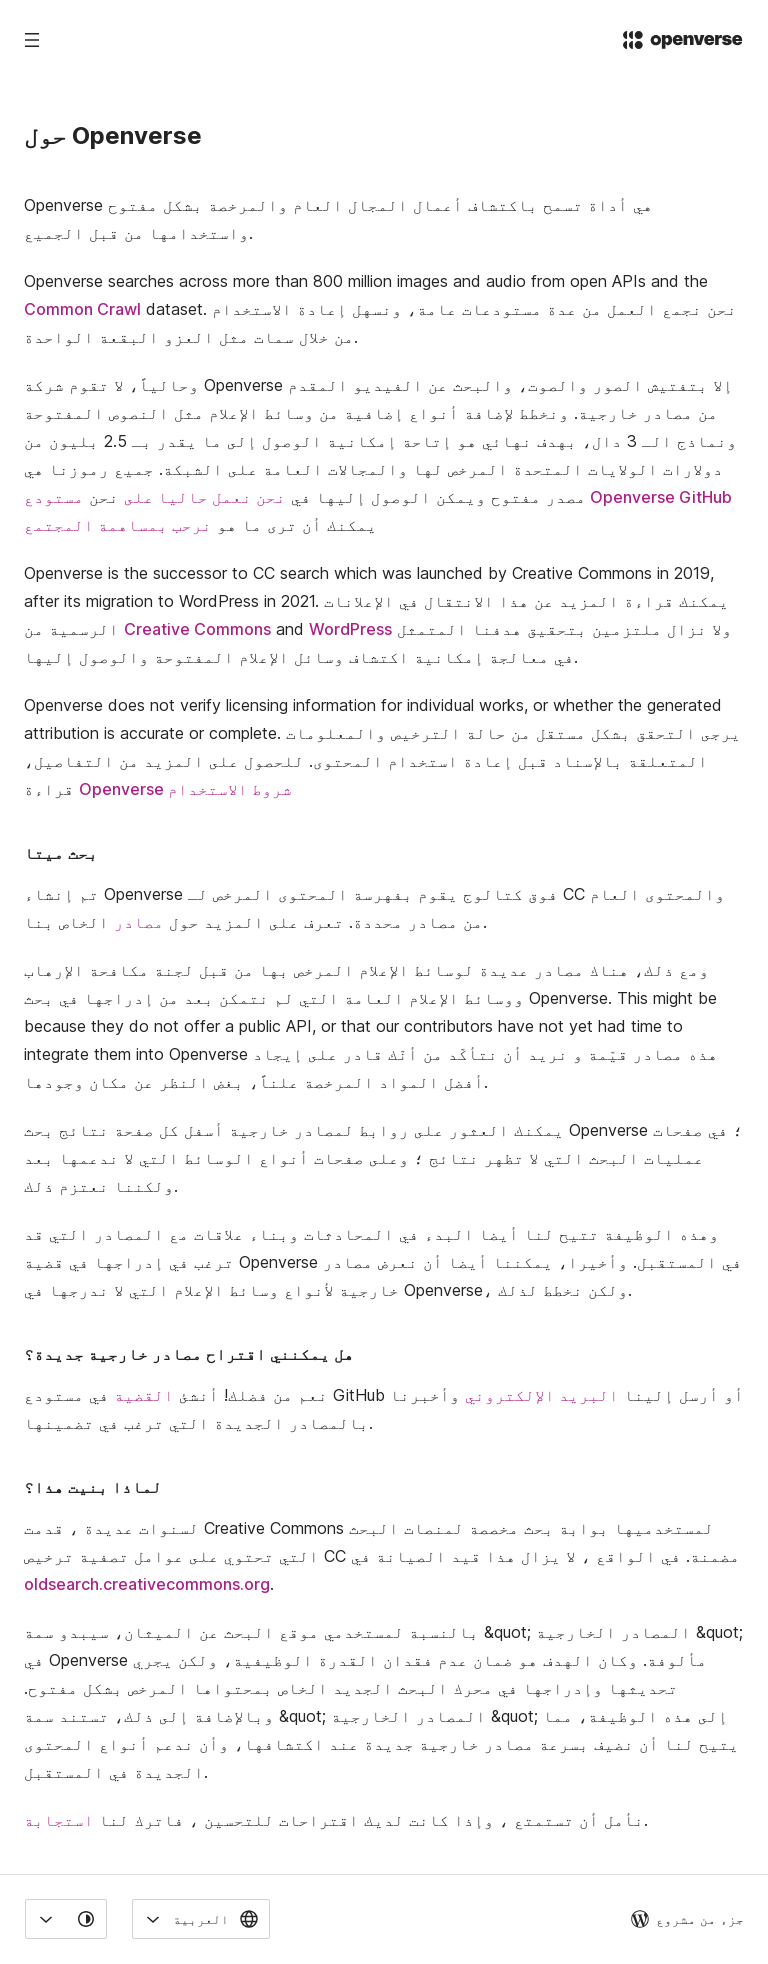 openverse
حول Openverse
Openverse هي أداة تسمح باكتشاف أعمال المجال العام والمرخصة بشكل مفتوح
واستخدامها من قبل الجميع.
Openverse searches across more than 800 million images and audio from open APIs and the
Common Crawl dataset. نحن نجمع العمل من عدة مستودعات عامة، ونسهل إعادة الاستخدام
من خلال سمات مثل العزو البقعة الواحدة.
وحالياً، لا تقوم شركة Openverse إلا بتفتيش الصور والصوت، والبحث عن الفيديو المقدم
من مصادر خارجية. ونخطط لإضافة أنواع إضافية من وسائط الإعلام مثل النصوص المفتوحة
ونماذج الـ 3 دال، بهدف نهائي هو إتاحة إمكانية الوصول إلى ما يقدر بـ 2.5 بليون من
دولارات الولايات المتحدة المرخص لها والمجالات العامة على الشبكة. جميع رموزنا هي
مصدر مفتوح ويمكن الوصول إليها في نحن نعمل حاليا على نحن مستودع Openverse GitHub
يمكنك أن ترى ما هو نرحب بمساهمة المجتمع
Openverse is the successor to CC search which was launched by Creative Commons in 2019,
after its migration to WordPress in 2021. يمكنك قراءة المزيد عن هذا الانتقال في الإعلانات
الرسمية من Creative Commons and WordPress ولا نزال ملتزمين بتحقيق هدفنا المتمثل
في معالجة إمكانية اكتشاف وسائل الإعلام المفتوحة والوصول إليها.
Openverse does not verify licensing information for individual works, or whether the generated
attribution is accurate or complete. يرجى التحقق بشكل مستقل من حالة الترخيص والمعلومات
المتعلقة بالإسناد قبل إعادة استخدام المحتوى. للحصول على المزيد من التفاصيل،
قراءة Openverse شروط الاستخدام
بحث ميتا
تم إنشاء Openverse فوق كتالوج يقوم بفهرسة المحتوى المرخص لـ CC والمحتوى العام
من مصادر محددة. تعرف على المزيد حول مصادر الخاص بنا.
ومع ذلك، هناك مصادر عديدة لوسائط الإعلام المرخص بها من قبل لجنة مكافحة الإرهاب
ووسائط الإعلام العامة التي لم نتمكن بعد من إدراجها في بحث Openverse. This might be
because they do not offer a public API, or that our contributors have not yet had time to
integrate them into Openverse هذه مصادر قيّمة و نريد أن نتأكّد من أنّك قادر على إيجاد
أفضل المواد المرخصة علناً، بغض النظر عن مكان وجودها.
يمكنك العثور على روابط لمصادر خارجية أسفل كل صفحة نتائج بحث Openverse ؛ في صفحات
عمليات البحث التي لا تظهر نتائج ؛ وعلى صفحات أنواع الوسائط التي لا ندعمها بعد
ولكننا نعتزم ذلك.
وهذه الوظيفة تتيح لنا أيضا البدء في المحادثات وبناء علاقات مع المصادر التي قد
ترغب في إدراجها في قضية Openverse في المستقبل. وأخيرا، يمكننا أيضا أن نعرض مصادر
خارجية لأنواع وسائط الإعلام التي لا ندرجها في Openverse، ولكن نخطط لذلك.
هل يمكنني اقتراح مصادر خارجية جديدة؟
نعم من فضلك! أنشئ القضية في مستودع GitHub أو أرسل إلينا البريد الإلكتروني وأخبرنا
بالمصادر الجديدة التي ترغب في تضمينها.
لماذا بنيت هذا؟
لسنوات عديدة ، قدمت Creative Commons لمستخدميها بوابة بحث مخصصة لمنصات البحث
التي تحتوي على عوامل تصفية ترخيص CC مضمنة. في الواقع ، لا يزال هذا قيد الصيانة في
oldsearch.creativecommons.org.
بالنسبة لمستخدمي موقع البحث عن الميثان، سيبدو سمة &quot; المصادر الخارجية &quot;
في Openverse مألوفة. وكان الهدف هو ضمان عدم فقدان القدرة الوظيفية، ولكن يجري
تحديثها وإدراجها في محرك البحث الجديد الخاص بمحتواها المرخص بشكل مفتوح.
وبالإضافة إلى ذلك، تستند سمة &quot; المصادر الخارجية &quot; إلى هذه الوظيفة، مما
يتيح لنا أن نضيف بسرعة مصادر خارجية جديدة عند اكتشافها، وأن ندعم أنواع المحتوى
الجديدة في المستقبل.
نأمل أن تستمتع ، وإذا كانت لديك اقتراحات للتحسين ، فاترك لنا استجابة.
العربية
جزء من مشروع